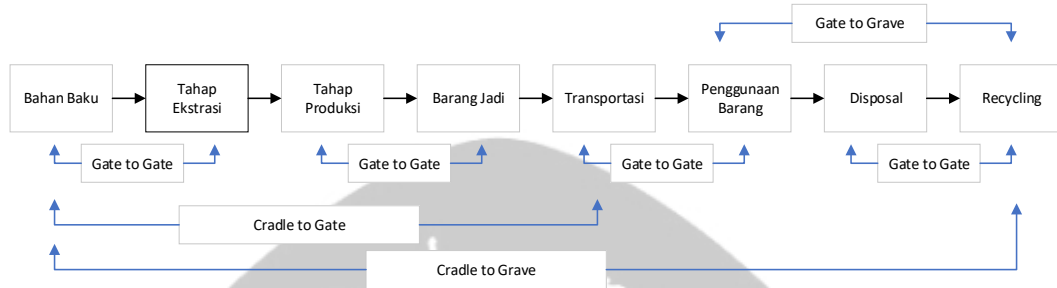 Gate to Grave
Bahan Baku
Tahap
Ekstrasi
Tahap
Produksi
Barang Jadi
Transportasi
Penggunaan
Barang
Disposal
Recycling
Gate to Gate
Gate to Gate
Gate to Gate
Gate to Gate
Cradle to Gate
Cradle to Grave